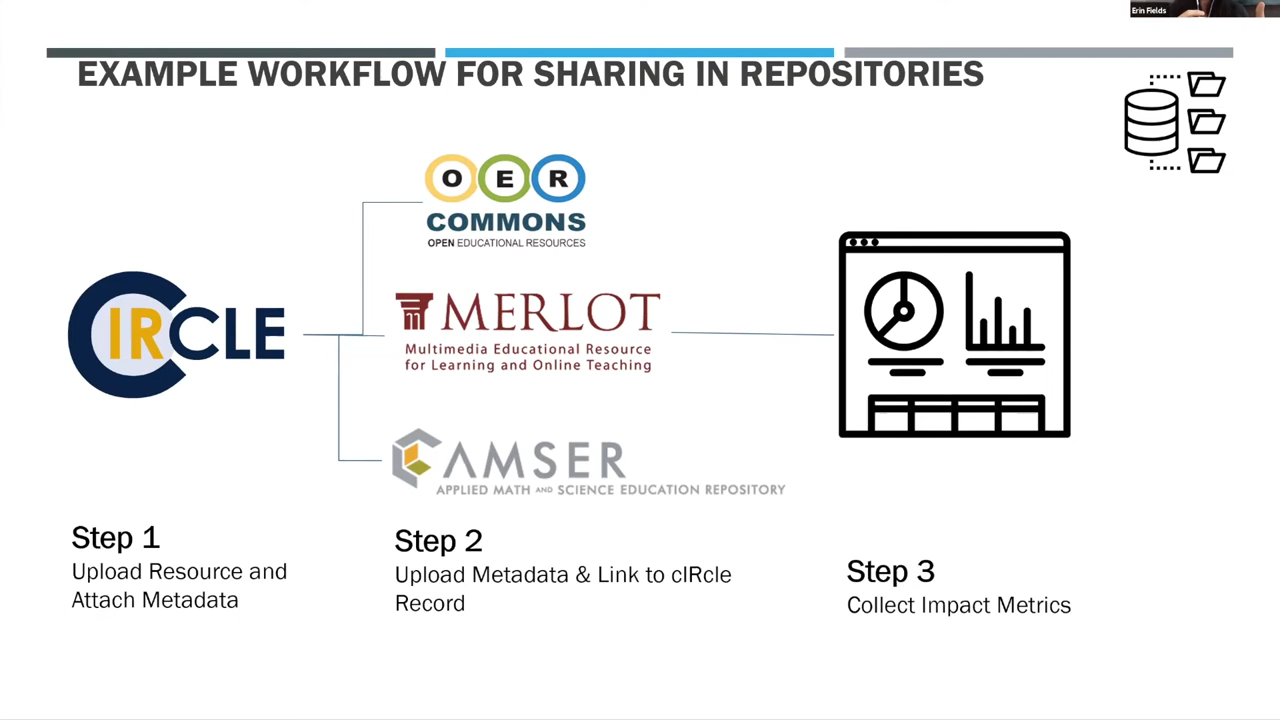 Erin Fields
EXAMPLE WORKFLOW FOR SHARING IN REPOSITORIES
O E R
COMMONS
OPEN EDUCATIONAL RESOURCES
CIRCLE
MERLOT
Multimedia Educational Resource
for Learning and Online Teaching
AMSER
APPLIED MATH AND SCIENCE EDUCATION REPOSITORY
Step 1
Upload Resource and
Attach Metadata
Step 2
Upload Metadata & Link to cIRcle
Record
Step 3
Collect Impact Metrics